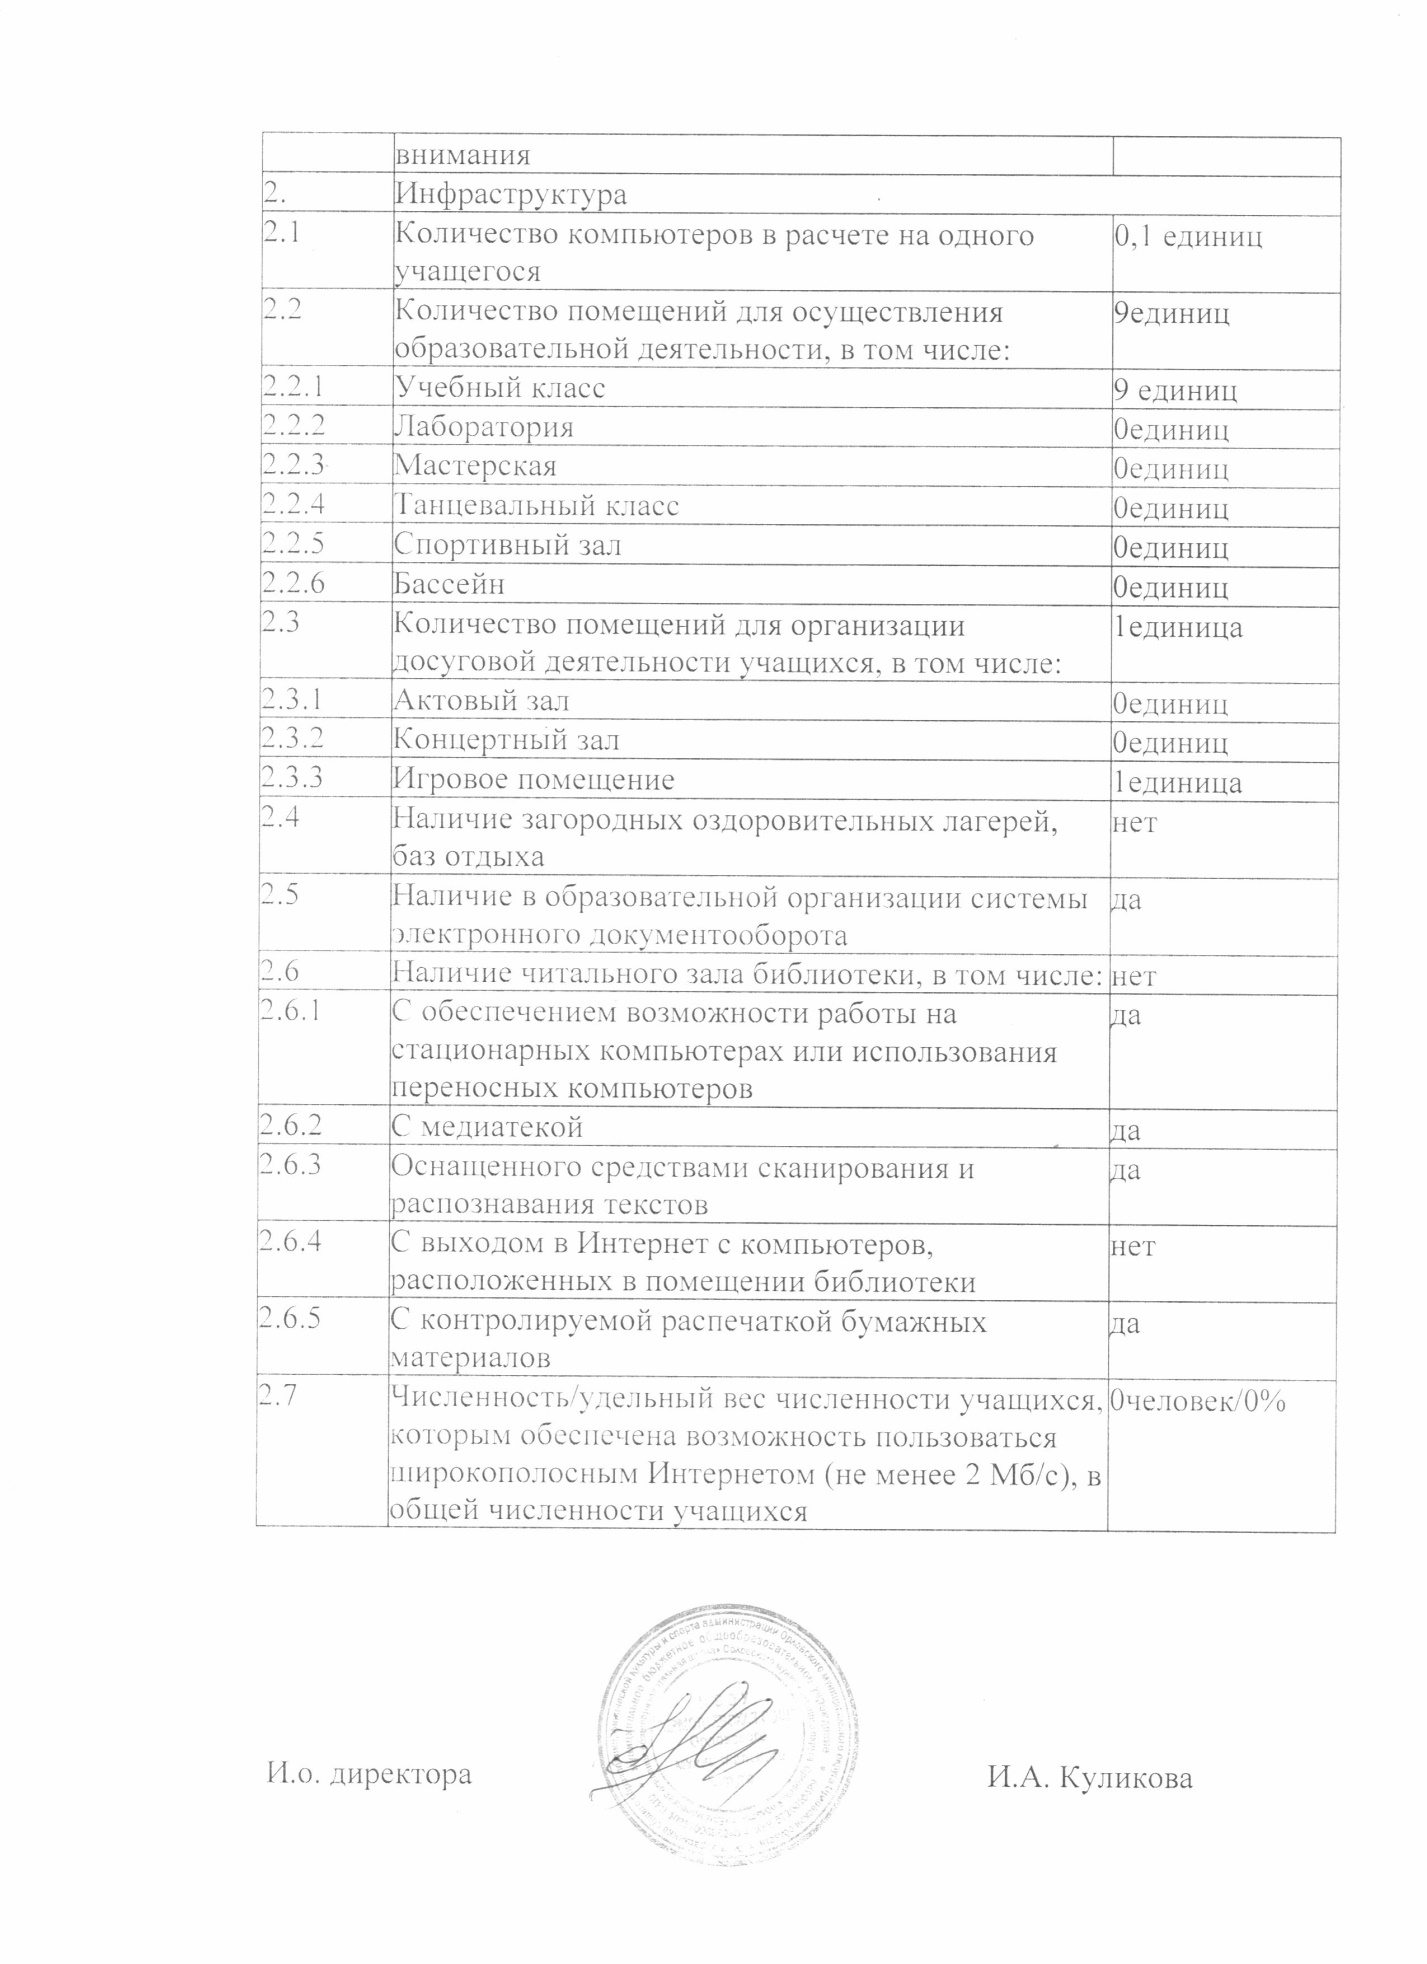 внимания
2. Инфраструктура
2.1 Количество компьютеров в расчете на одного 0,1 единиц
учащегося
2.2 Количество помещений для осуществления 9единиц
образовательной деятельности, в том числе:
2.2.1 Учебный класс 9 единиц
2.2.2 Лаборатория 0единиц
2.2.3 Мастерская 0единиц
2.2.4 Танцевальный класс 0единиц
2.2.5 Спортивный зал 0единиц
2.2.6 Бассейн 0единиц
2.3 Количество помещений для организации 1единица
досуговой деятельности учащихся, в том числе:
2.3.1 Актовый зал 0единиц
2.3.2 Концертный зал 0единиц
2.3.3 Игровое помещение 1единица
2.4 Наличие загородных оздоровительных лагерей, нет
баз отдыха
2.5 Наличие в образовательной организации системы да
электронного документооборота
2.6 Наличие читального зала библиотеки, в том числе: нет
2.6.1 С обеспечением возможности работы на да
стационарных компьютерах или использования
переносных компьютеров
2.6.2 С медиатекой да
2.6.3 Оснащенного средствами сканирования и да
распознавания текстов
2.6.4 С выходом в Интернет с компьютеров, нет
расположенных в помещении библиотеки
2.6.5 С контролируемой распечаткой бумажных да
материалов
2.7 Численность/удельный вес численности учащихся, 0человек/0%
которым обеспечена возможность пользоваться
широкополосным Интернетом (не менее 2 Мб/с), в
общей численности учащихся
культуры и спорта администрации Орловского
бюджетное общеобразовательное учреждение
И.о. директора И.А. Куликова